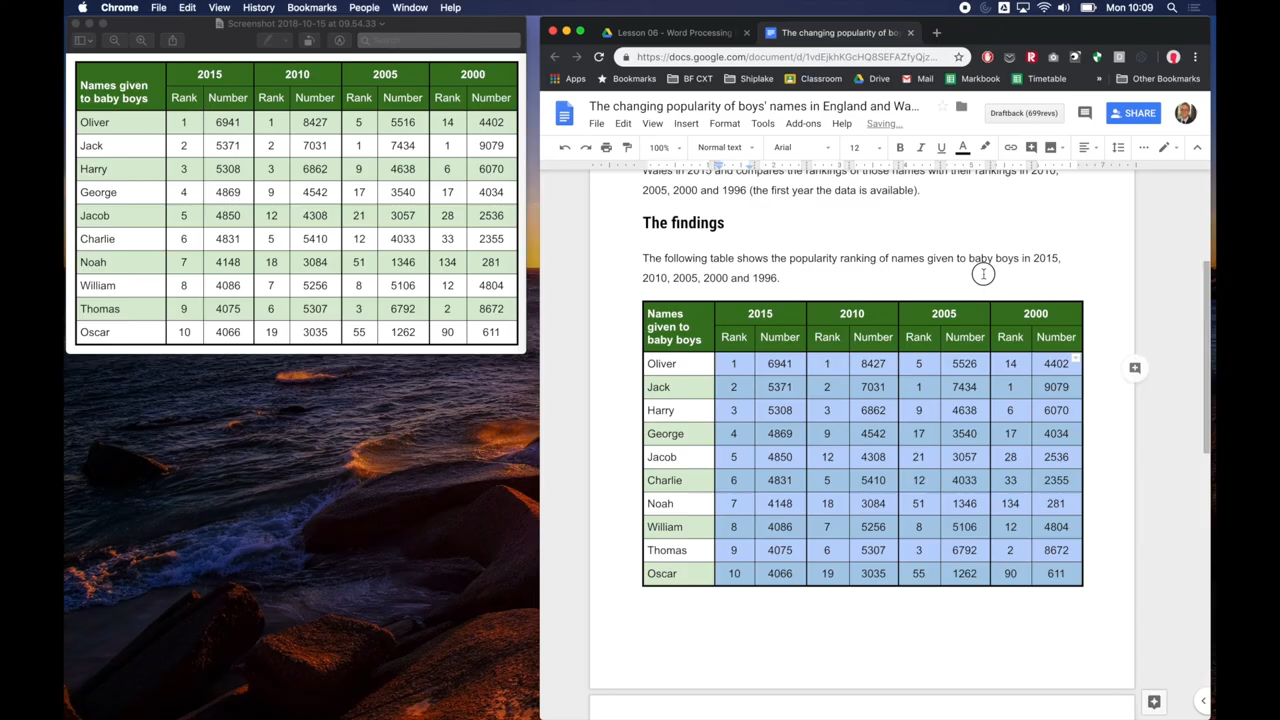 Chrome File Edit View History Bookmarks People Window Help Mon 10:09
Screenshot 2018-10-15 at 09.54.33
Search
Names given to baby boys 2015 2010 2005 2000
Rank Number Rank Number Rank Number Rank Number
Oliver 1 6941 1 8427 5 5516 14 4402
Jack 2 5371 2 7031 1 7434 1 9079
Harry 3 5308 3 6862 9 4638 6 6070
George 4 4869 9 4542 17 3540 17 4034
Jacob 5 4850 12 4308 21 3057 28 2536
Charlie 6 4831 5 5410 12 4033 33 2355
Noah 7 4148 18 3084 51 1346 134 281
William 8 4086 7 5256 8 5106 12 4804
Thomas 9 4075 6 5307 3 6792 2 8672
Oscar 10 4066 19 3035 55 1262 90 611
Lesson 06 - Word Processing The changing popularity of bo
https://docs.google.com/document/d/
Apps Bookmarks BF CXT Shiplake Classroom Drive Mail Markbook Timetable » Other Bookmarks
The changing popularity of boys' names in England and Wa...
Draftback (699revs) SHARE
File Edit View Insert Format Tools Add-ons Help Saving...
100% Normal text Arial 12 B I U A
Wales in 2015 and compares the rankings of those names with their rankings in 2010,
2005, 2000 and 1996 (the first year the data is available).
The findings
The following table shows the popularity ranking of names given to baby boys in 2015,
2010, 2005, 2000 and 1996.
Names given to baby boys 2015 2010 2005 2000
Rank Number Rank Number Rank Number Rank Number
Oliver 1 6941 1 8427 5 5526 14 4402
Jack 2 5371 2 7031 1 7434 1 9079
Harry 3 5308 3 6862 9 4638 6 6070
George 4 4869 9 4542 17 3540 17 4034
Jacob 5 4850 12 4308 21 3057 28 2536
Charlie 6 4831 5 5410 12 4033 33 2355
Noah 7 4148 18 3084 51 1346 134 281
William 8 4086 7 5256 8 5106 12 4804
Thomas 9 4075 6 5307 3 6792 2 8672
Oscar 10 4066 19 3035 55 1262 90 611